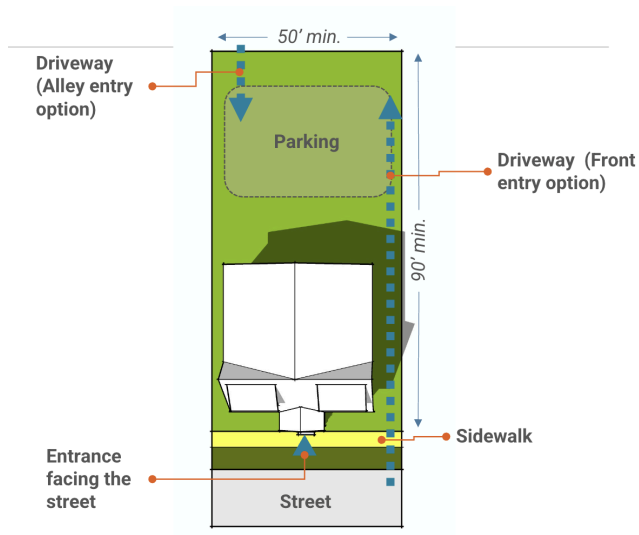 50' min.
Driveway
(Alley entry
option)
Parking
Driveway  (Front
entry option)
90' min.
Sidewalk
Entrance
facing the
street
Street